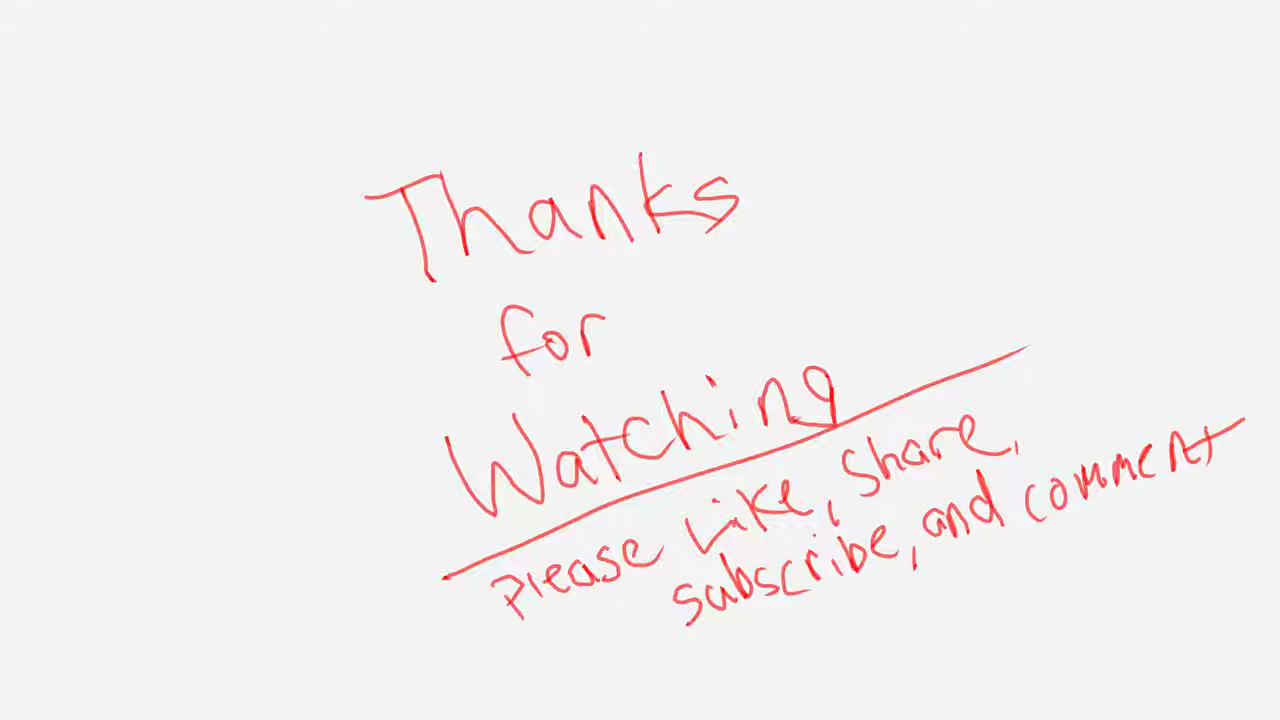 Thanks
for
Watching
please Like, Share,
subscribe, and comment